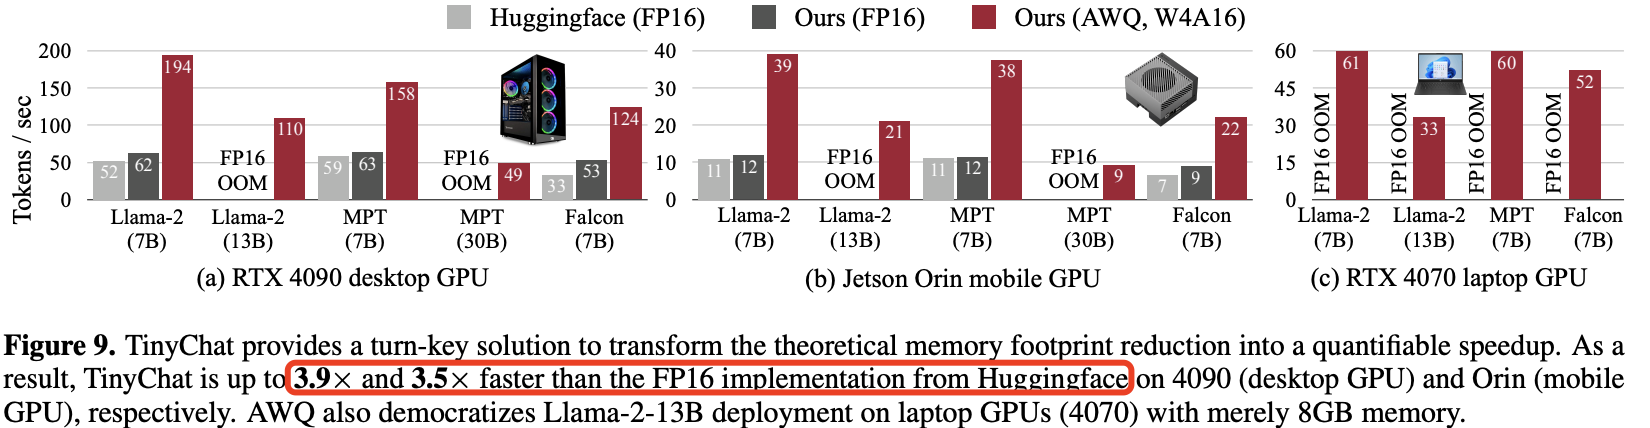 Huggingface (FP16) Ours (FP16) Ours (AWQ, W4A16)
Tokens / sec
200
150
100
50
0
52 62 194
110
59 63 158
49
33 53 124
FP16 OOM
FP16 OOM
Llama-2 (7B)
Llama-2 (13B)
MPT (7B)
MPT (30B)
Falcon (7B)
(a) RTX 4090 desktop GPU
40
30
20
10
0
11 12 39
21
11 12 38
9
7 9 22
FP16 OOM
FP16 OOM
Llama-2 (7B)
Llama-2 (13B)
MPT (7B)
MPT (30B)
Falcon (7B)
(b) Jetson Orin mobile GPU
60
45
30
15
0
FP16 OOM 61
FP16 OOM 33
FP16 OOM 60
FP16 OOM 52
Llama-2 (7B)
Llama-2 (13B)
MPT (7B)
Falcon (7B)
(c) RTX 4070 laptop GPU
Figure 9. TinyChat provides a turn-key solution to transform the theoretical memory footprint reduction into a quantifiable speedup. As a
result, TinyChat is up to 3.9× and 3.5× faster than the FP16 implementation from Huggingface on 4090 (desktop GPU) and Orin (mobile
GPU), respectively. AWQ also democratizes Llama-2-13B deployment on laptop GPUs (4070) with merely 8GB memory.